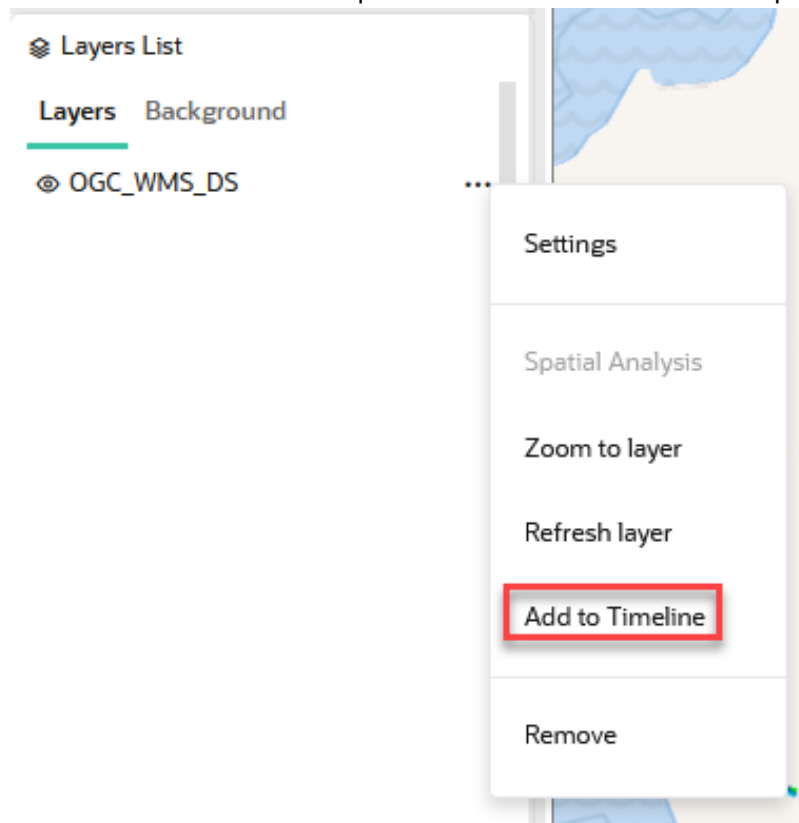 Layers List
Layers Background
OGC_WMS_DS ...
Settings
Spatial Analysis
Zoom to layer
Refresh layer
Add to Timeline
Remove